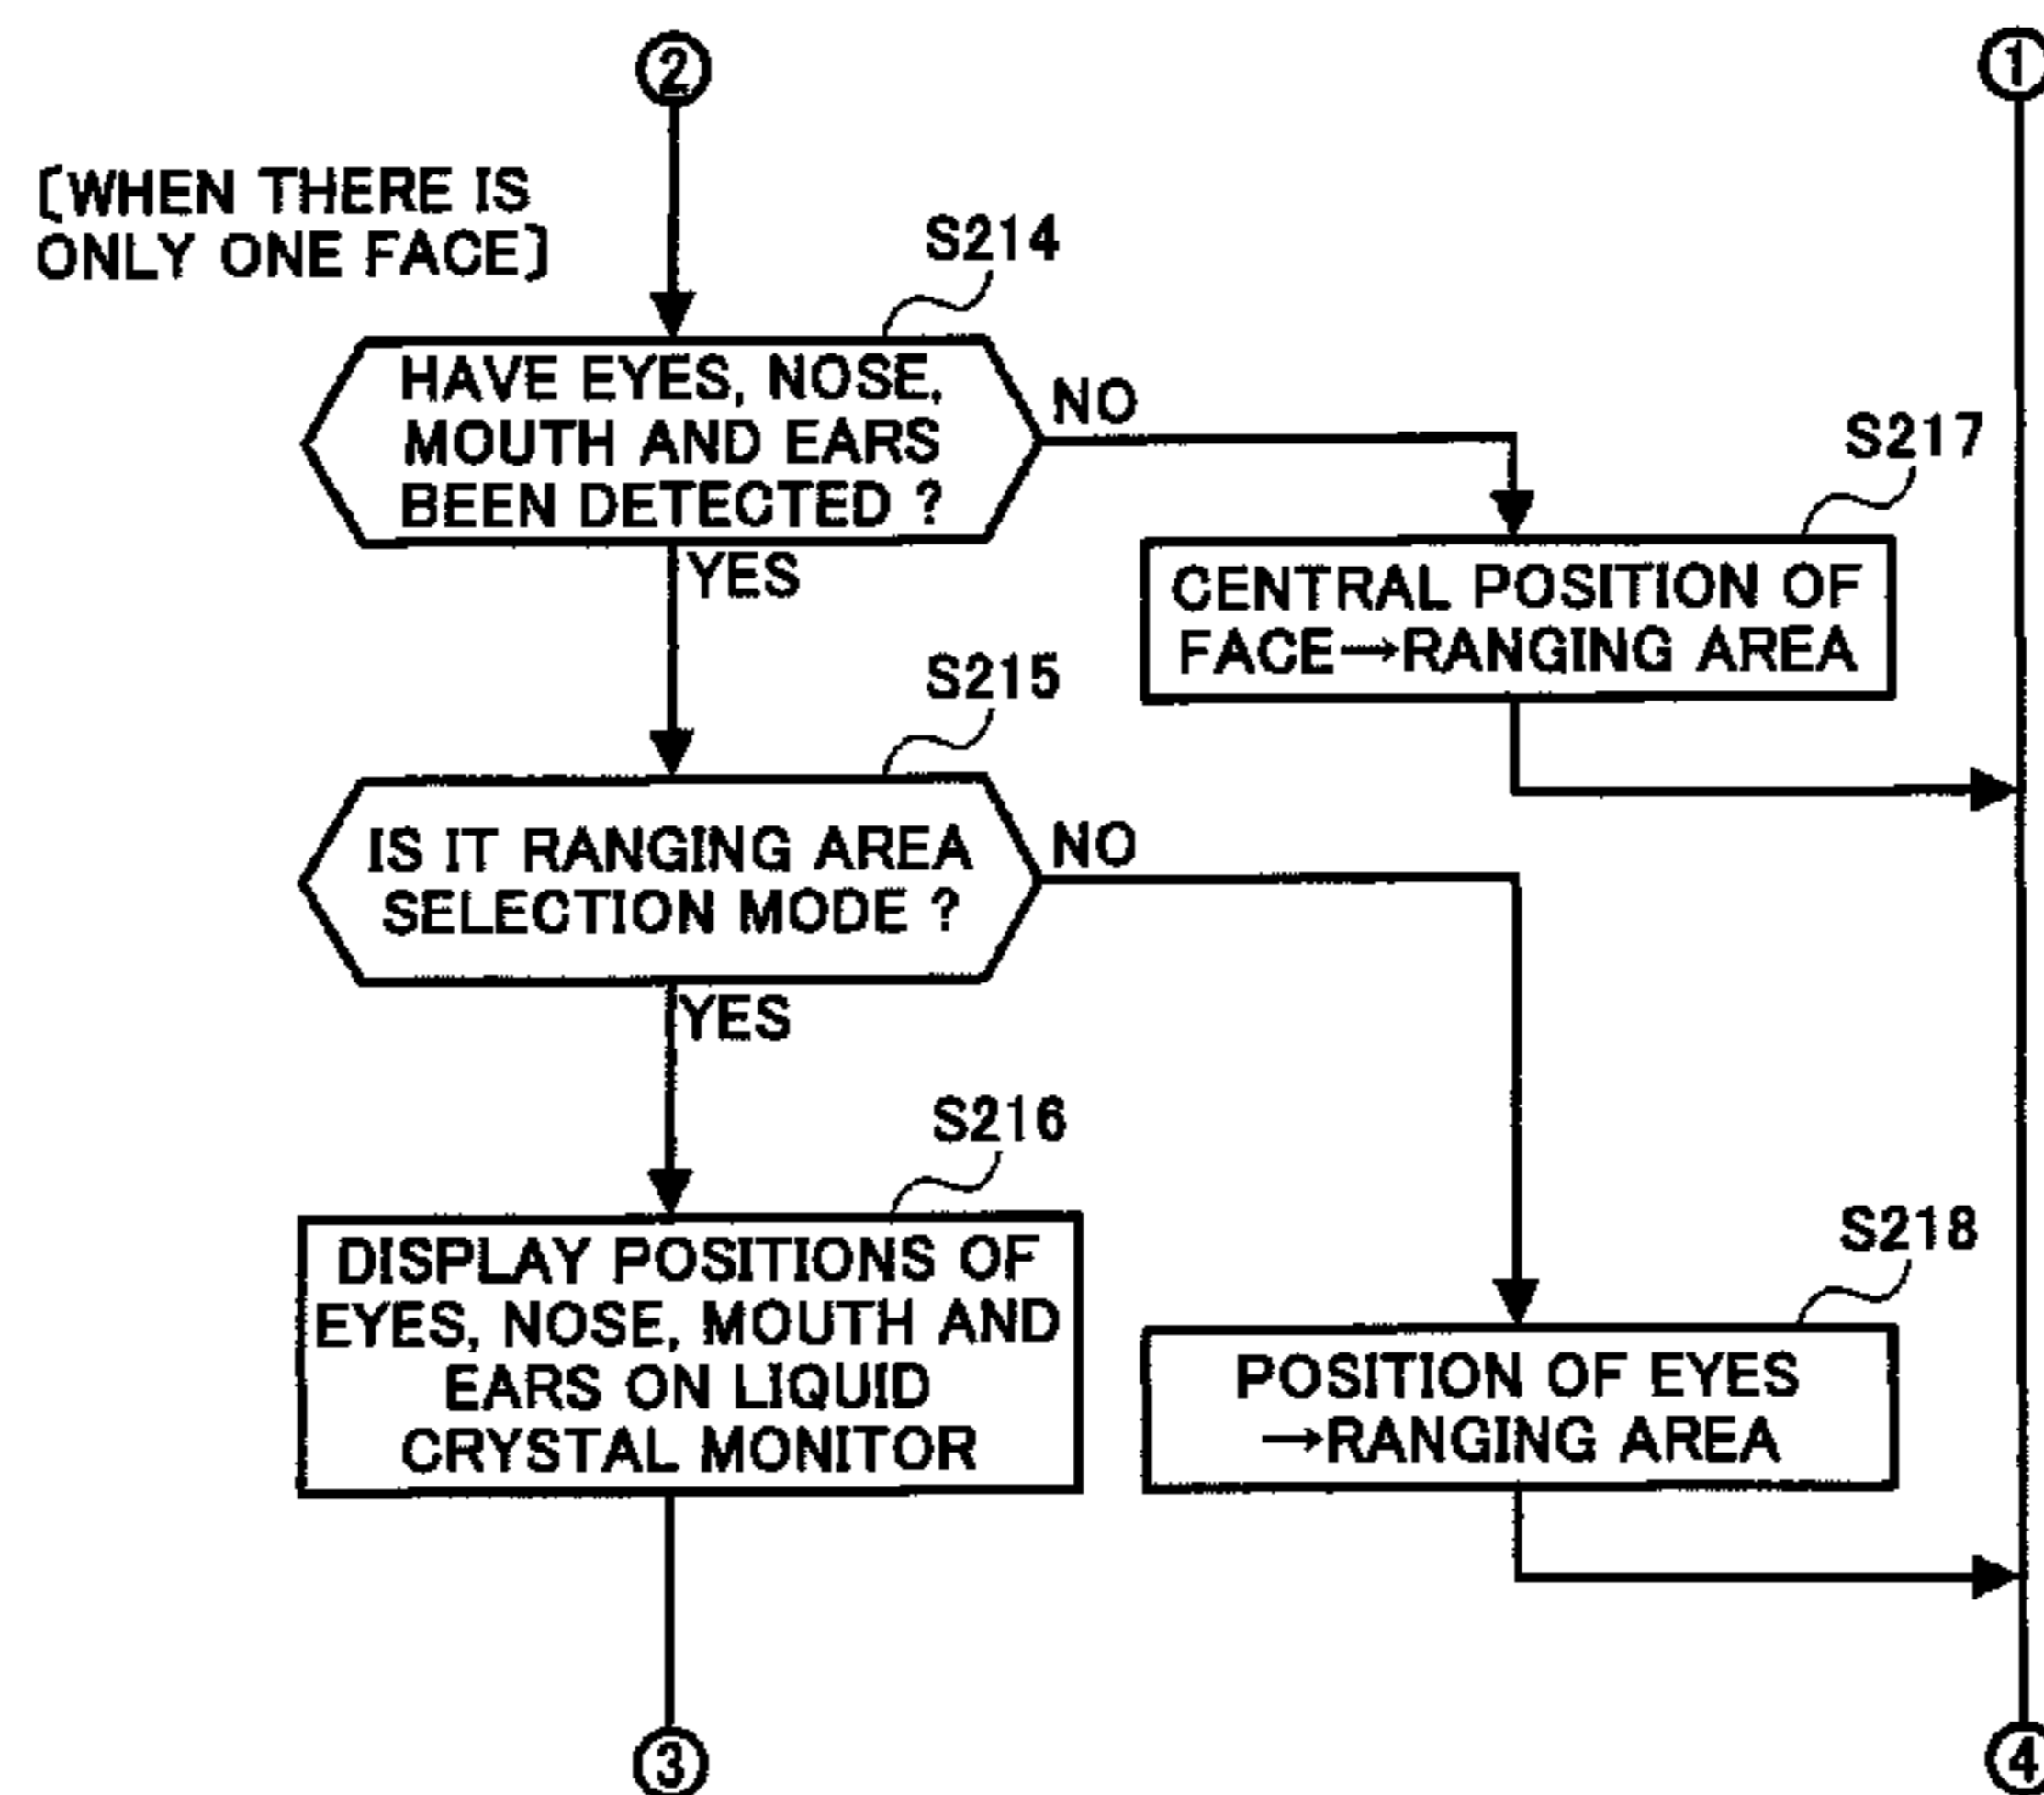 ②
①
[WHEN THERE IS
ONLY ONE FACE]
S214
HAVE EYES, NOSE,
MOUTH AND EARS
BEEN DETECTED ?
NO
YES
S217
CENTRAL POSITION OF
FACE→RANGING AREA
S215
IS IT RANGING AREA
SELECTION MODE ?
NO
YES
S216
DISPLAY POSITIONS OF
EYES, NOSE, MOUTH AND
EARS ON LIQUID
CRYSTAL MONITOR
S218
POSITION OF EYES
→RANGING AREA
③
④